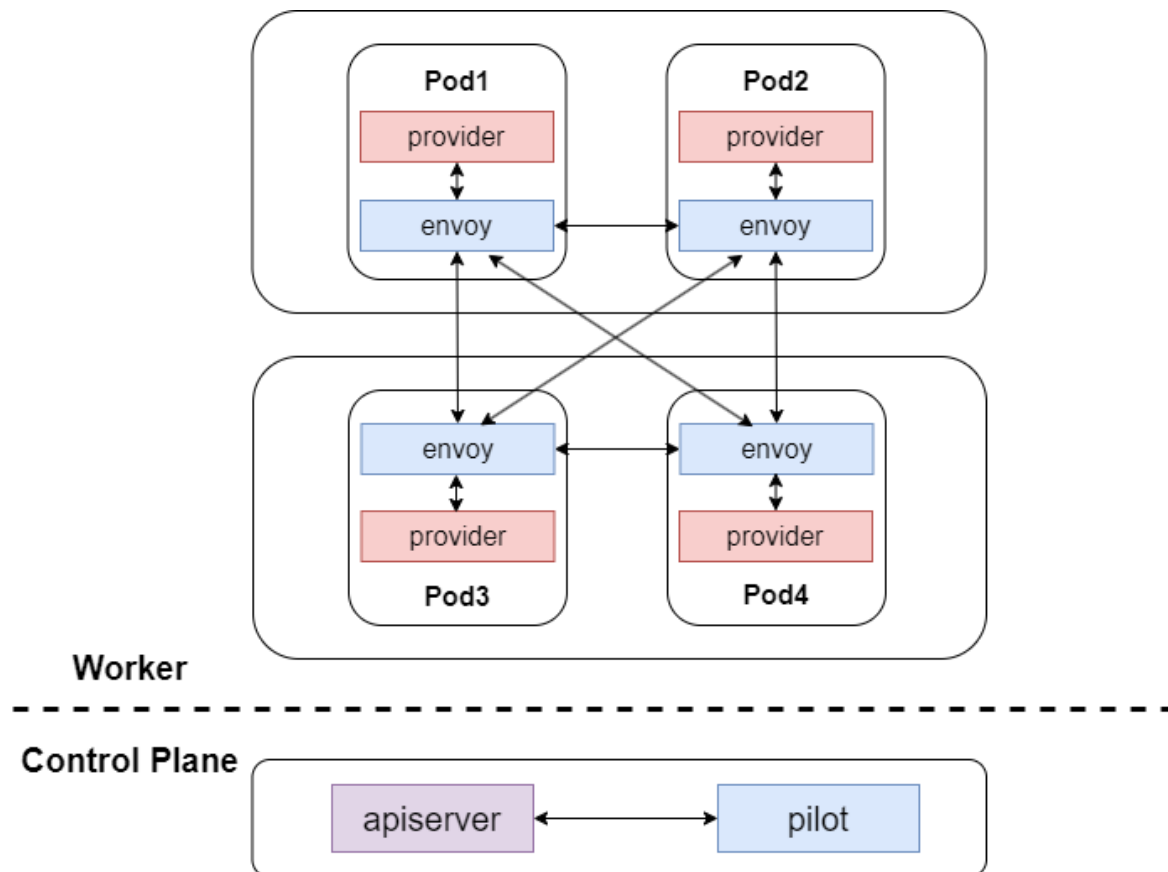 Pod1
Pod2
provider
provider
envoy
envoy
envoy
envoy
provider
provider
Pod3
Pod4
Worker
Control Plane
apiserver
pilot